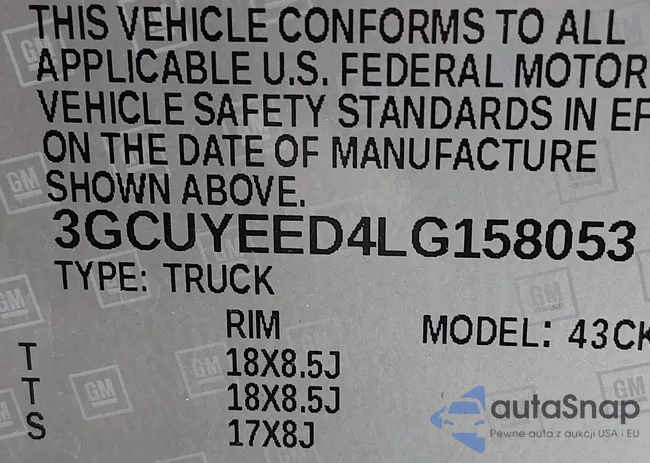 THIS VEHICLE CONFORMS TO ALL
APPLICABLE U.S. FEDERAL MOTOR
VEHICLE SAFETY STANDARDS IN EF
ON THE DATE OF MANUFACTURE
SHOWN ABOVE.
3GCUYEED4LG158053
TYPE: TRUCK
RIM MODEL: 43CK
T 18X8.5J
T 18X8.5J
S 17X8J
GM
autaSnap
Pewne auta z aukcji USA i EU